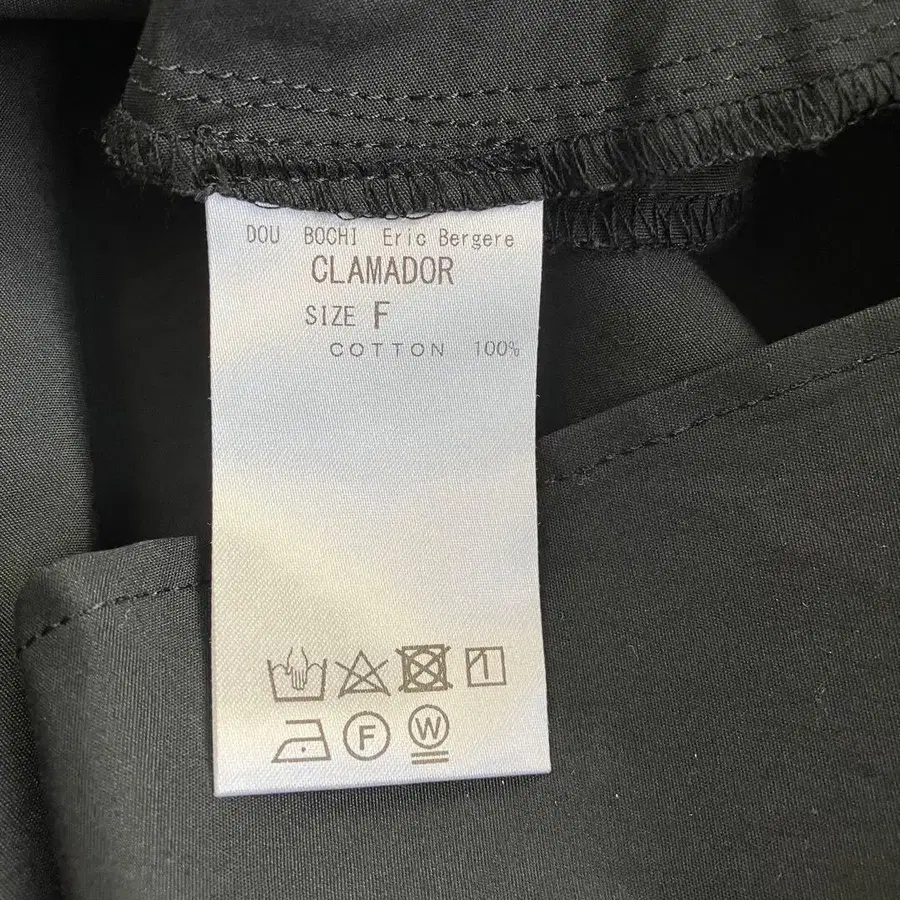 DOU BOCHI Eric Bergere
CLAMADOR
SIZE F
COTTON 100%
F
W